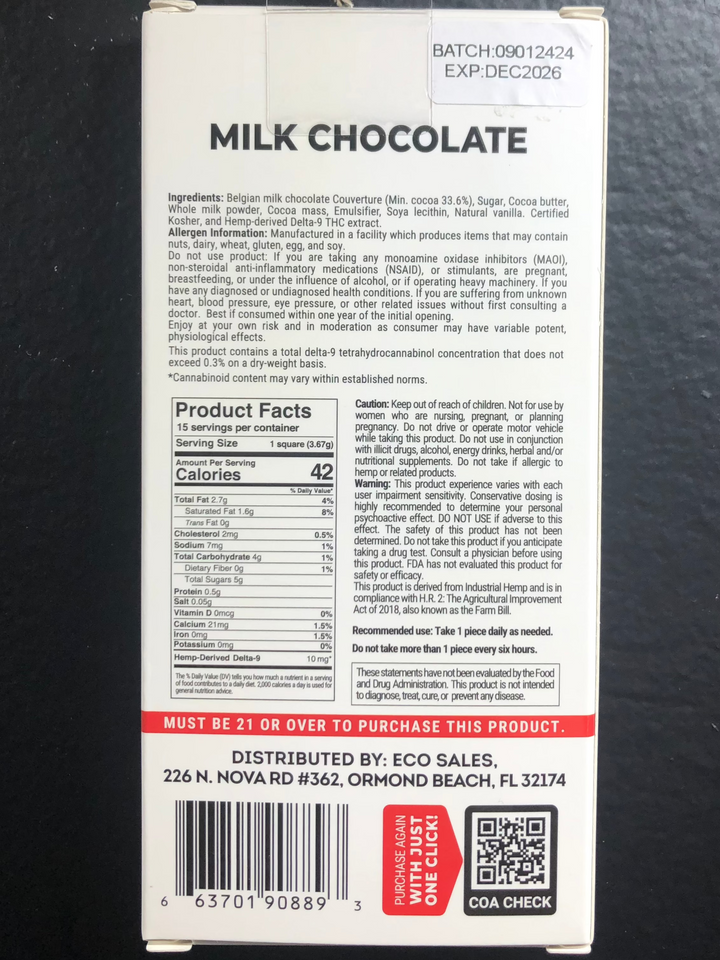 BATCH:09012424
EXP:DEC2026
MILK CHOCOLATE
Ingredients: Belgian milk chocolate Couverture (Min. cocoa 33.6%), Sugar, Cocoa butter,
Whole milk powder, Cocoa mass, Emulsifier, Soya lecithin, Natural vanilla. Certified
Kosher, and Hemp-derived Delta-9 THC extract.
Allergen Information: Manufactured in a facility which produces items that may contain
nuts, dairy, wheat, gluten, egg, and soy.
Do not use product: If you are taking any monoamine oxidase inhibitors (MAOI),
non-steroidal anti-inflammatory medications (NSAID), or stimulants, are pregnant,
breastfeeding, or under the influence of alcohol, or if operating heavy machinery. If you
have any diagnosed or undiagnosed health conditions. If you are suffering from unknown
heart, blood pressure, eye pressure, or other related issues without first consulting a
doctor. Best if consumed within one year of the initial opening.
Enjoy at your own risk and in moderation as consumer may have variable potent,
physiological effects.
This product contains a total delta-9 tetrahydrocannabinol concentration that does not
exceed 0.3% on a dry-weight basis.
*Cannabinoid content may vary within established norms.
Product Facts
15 servings per container
Serving Size 1 square (3.67g)
Amount Per Serving
Calories 42
% Daily Value*
Total Fat 2.7g 4%
Saturated Fat 1.6g 8%
Trans Fat 0g
Cholesterol 2mg 0.5%
Sodium 7mg 1%
Total Carbohydrate 4g 1%
Dietary Fiber 0g 1%
Total Sugars 5g
Protein 0.5g
Salt 0.05g
Vitamin D 0mcg 0%
Calcium 21mg 1.5%
Iron 0mg 1.5%
Potassium 0mg 0%
Hemp-Derived Delta-9 10 mg*
The % Daily Value (DV) tells you how much a nutrient in a serving
of food contributes to a daily diet. 2,000 calories a day is used for
general nutrition advice.
Caution: Keep out of reach of children. Not for use by
women who are nursing, pregnant, or planning
pregnancy. Do not drive or operate motor vehicle
while taking this product. Do not use in conjunction
with illicit drugs, alcohol, energy drinks, herbal and/or
nutritional supplements. Do not take if allergic to
hemp or related products.
Warning: This product experience varies with each
user impairment sensitivity. Conservative dosing is
highly recommended to determine your personal
psychoactive effect. DO NOT USE if adverse to this
effect. The safety of this product has not been
determined. Do not take this product if you anticipate
taking a drug test. Consult a physician before using
this product. FDA has not evaluated this product for
safety or efficacy.
This product is derived from Industrial Hemp and is in
compliance with H.R. 2: The Agricultural Improvement
Act of 2018, also known as the Farm Bill.
Recommended use: Take 1 piece daily as needed.
Do not take more than 1 piece every six hours.
These statements have not been evaluated by the Food
and Drug Administration. This product is not intended
to diagnose, treat, cure, or prevent any disease.
MUST BE 21 OR OVER TO PURCHASE THIS PRODUCT.
DISTRIBUTED BY: ECO SALES,
226 N. NOVA RD #362, ORMOND BEACH, FL 32174
6 63701 90889 3
PURCHASE AGAIN
WITH JUST
ONE CLICK!
COA CHECK